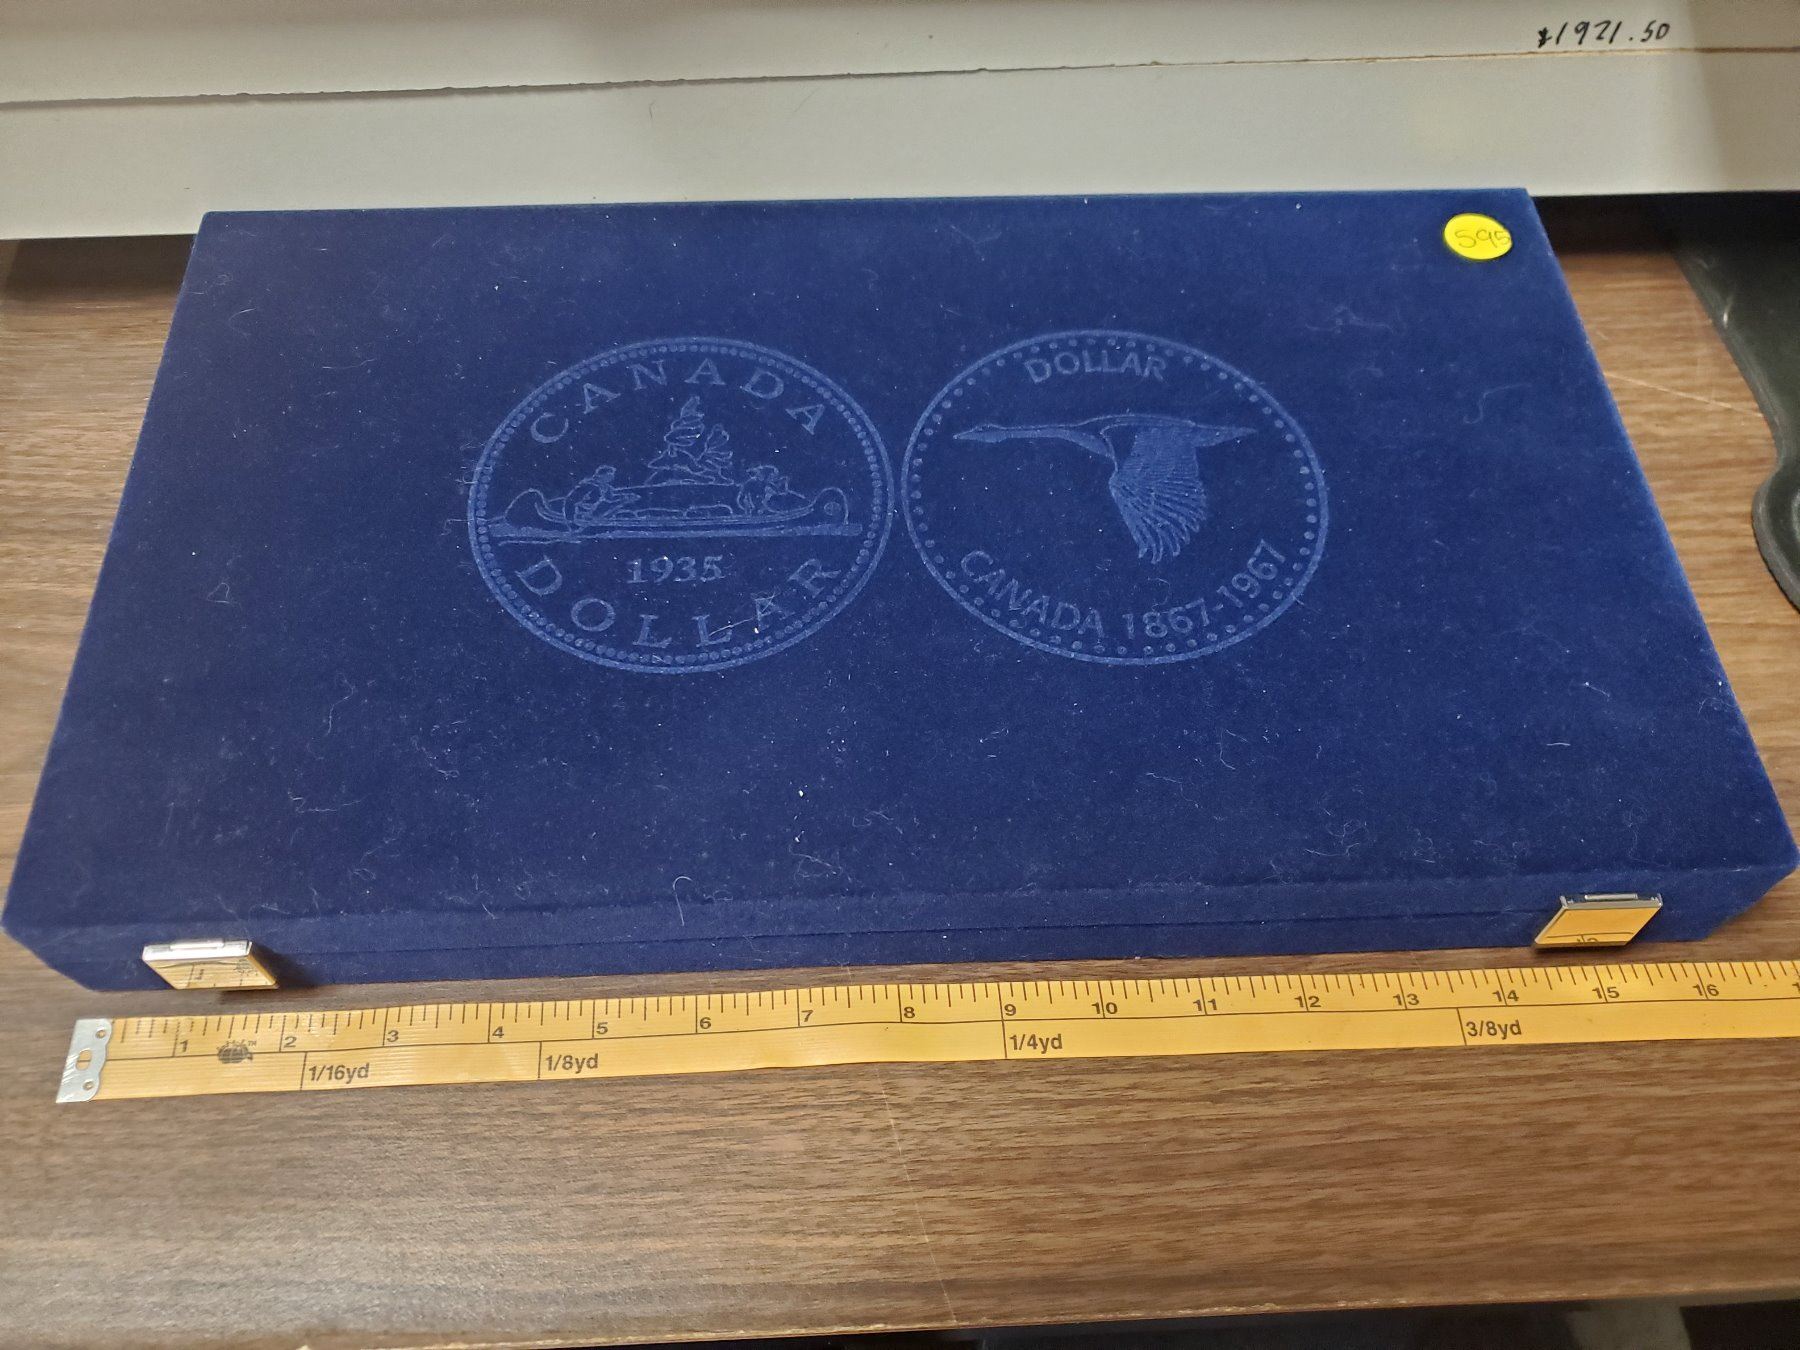 $1921.50
595
CANADA
1935
DOLLAR
DOLLAR
CANADA 1867-1967
1 2 3 4 5 6 7 8 9 10 11 12 13 14 15 16
1/16yd 1/8yd 1/4yd 3/8yd